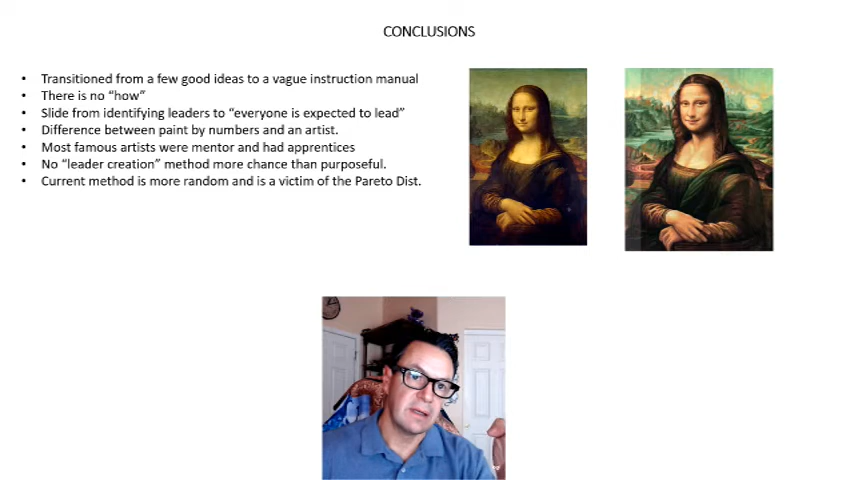 CONCLUSIONS
• Transitioned from a few good ideas to a vague instruction manual
• There is no “how”
• Slide from identifying leaders to “everyone is expected to lead”
• Difference between paint by numbers and an artist.
• Most famous artists were mentor and had apprentices
• No “leader creation” method more chance than purposeful.
• Current method is more random and is a victim of the Pareto Dist.